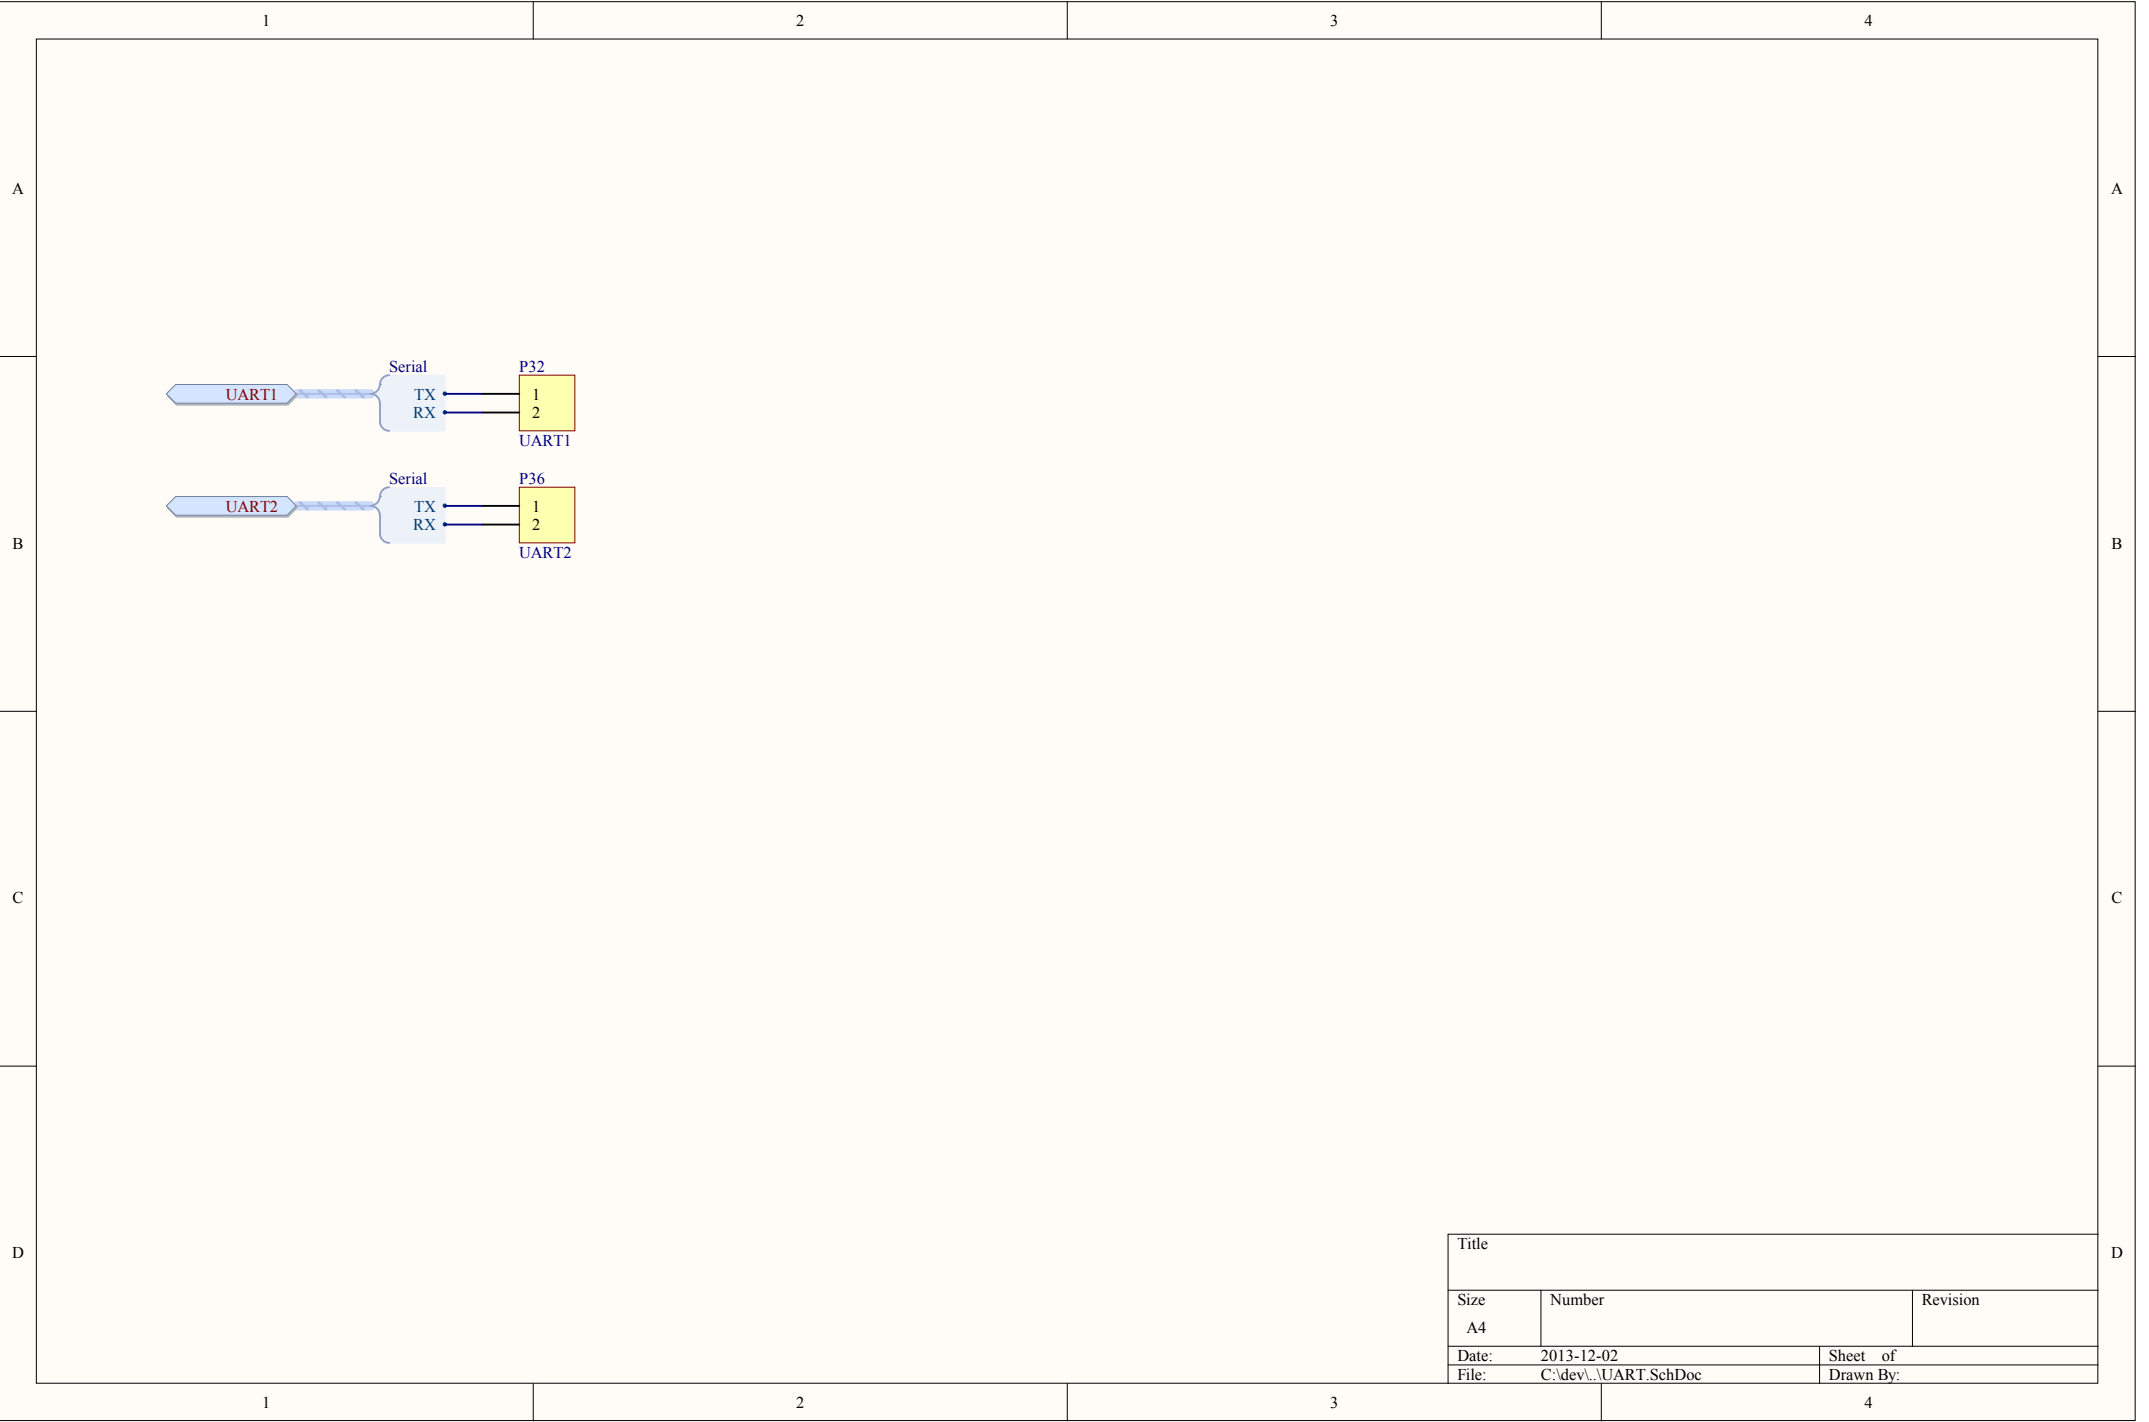 1 2 3 4
A A
Serial P32
UART1 TX 1
RX 2
UART1
Serial P36
UART2 TX 1
RX 2
UART2
B B
C C
D D
Title
Size Number Revision
A4
Date: 2013-12-02 Sheet of
File: C:\dev\..\UART.SchDoc Drawn By:
1 2 3 4